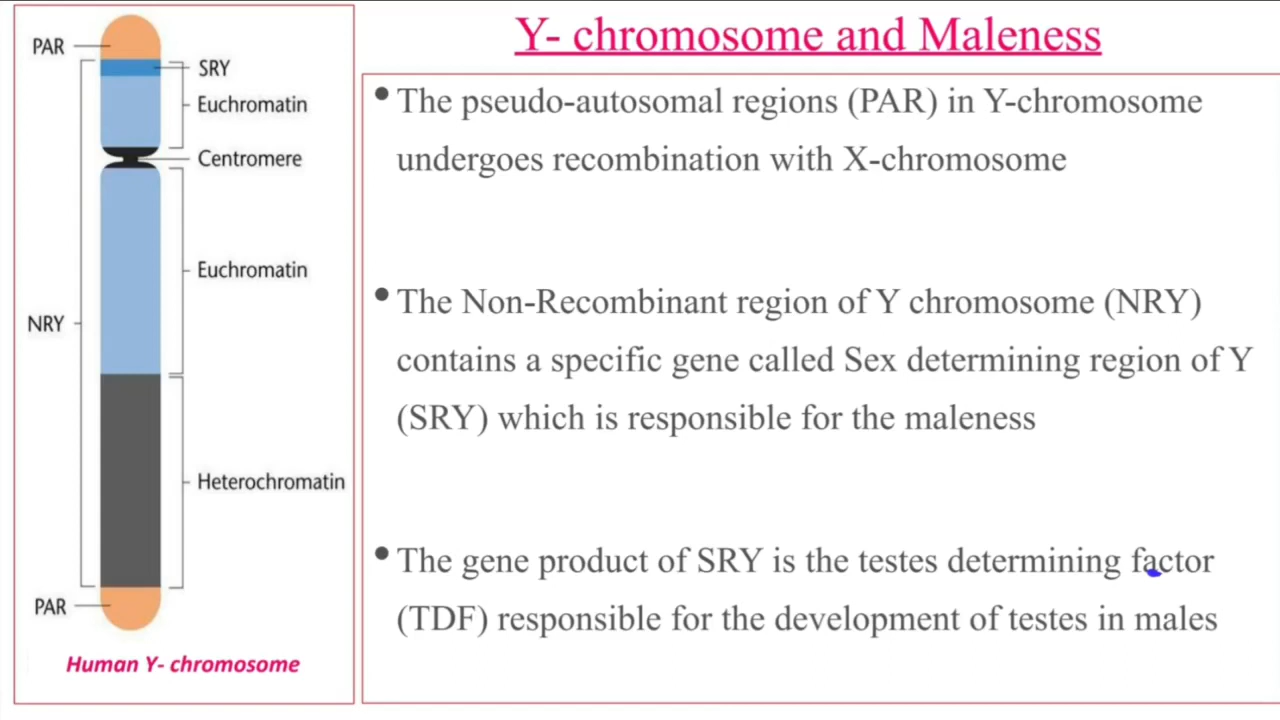 Y- chromosome and Maleness
PAR
SRY
Euchromatin
Centromere
Euchromatin
NRY
Heterochromatin
PAR
Human Y- chromosome
• The pseudo-autosomal regions (PAR) in Y-chromosome
undergoes recombination with X-chromosome
• The Non-Recombinant region of Y chromosome (NRY)
contains a specific gene called Sex determining region of Y
(SRY) which is responsible for the maleness
• The gene product of SRY is the testes determining factor
(TDF) responsible for the development of testes in males